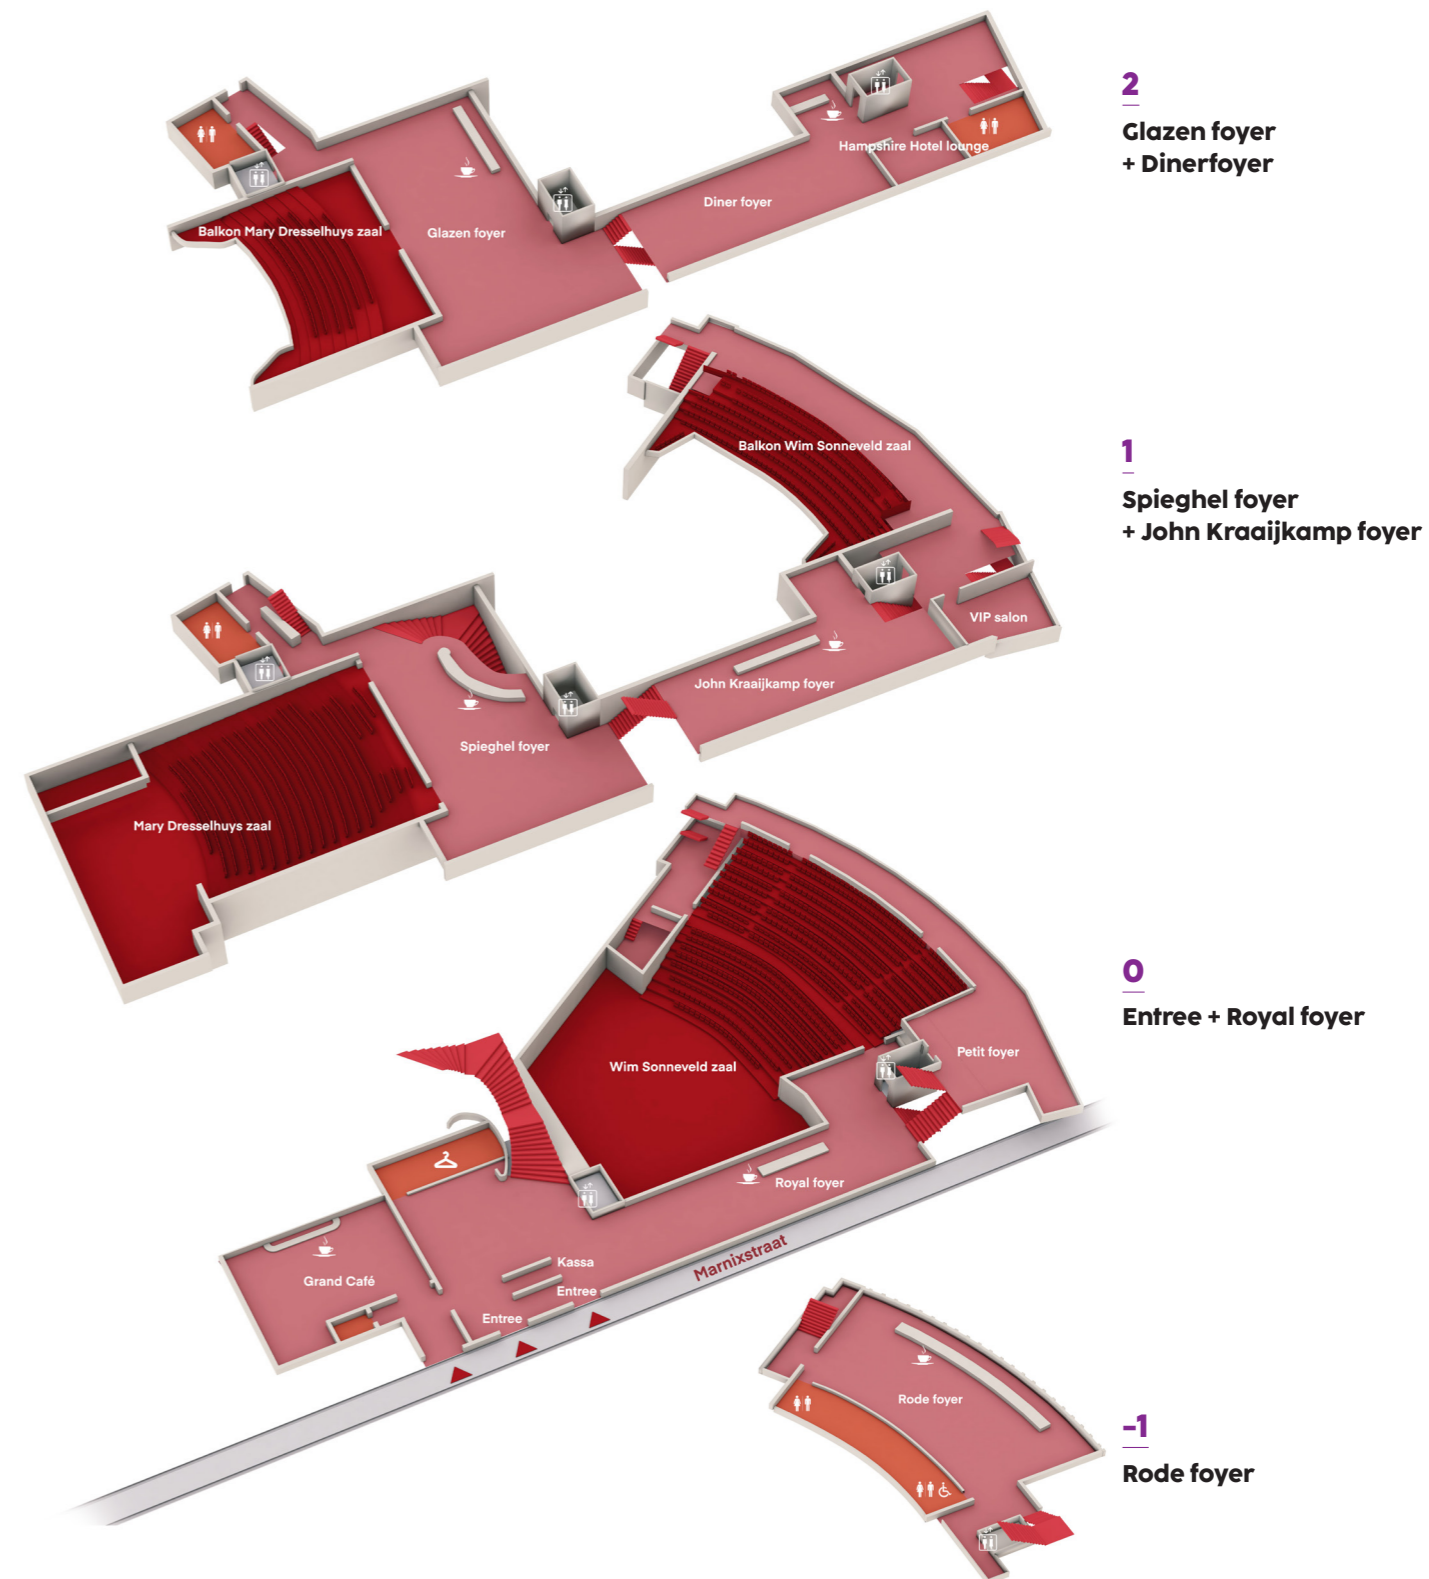 2
Glazen foyer
+ Dinerfoyer
Hampshire Hotel lounge
Diner foyer
Balkon Mary Dresselhuys zaal
Glazen foyer
1
Spieghel foyer
+ John Kraaijkamp foyer
Balkon Wim Sonneveld zaal
VIP salon
John Kraaijkamp foyer
Spieghel foyer
Mary Dresselhuys zaal
0
Entree + Royal foyer
Petit foyer
Wim Sonneveld zaal
Royal foyer
Kassa
Grand Café
Entree
Entree
Marnixstraat
-1
Rode foyer
Rode foyer